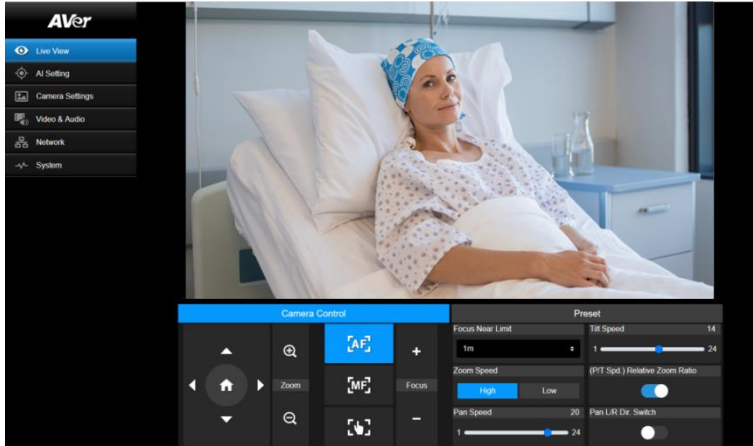 AVer
Live View
AI Setting
Camera Settings
Video & Audio
Network
System
Camera Control
Preset
AF
MF
Zoom
Focus
Focus Near Limit
1m
Zoom Speed
High
Low
Pan Speed 20
1 24
Tilt Speed 14
1 24
(P/T Spd.) Relative Zoom Ratio
Pan L/R Dir. Switch